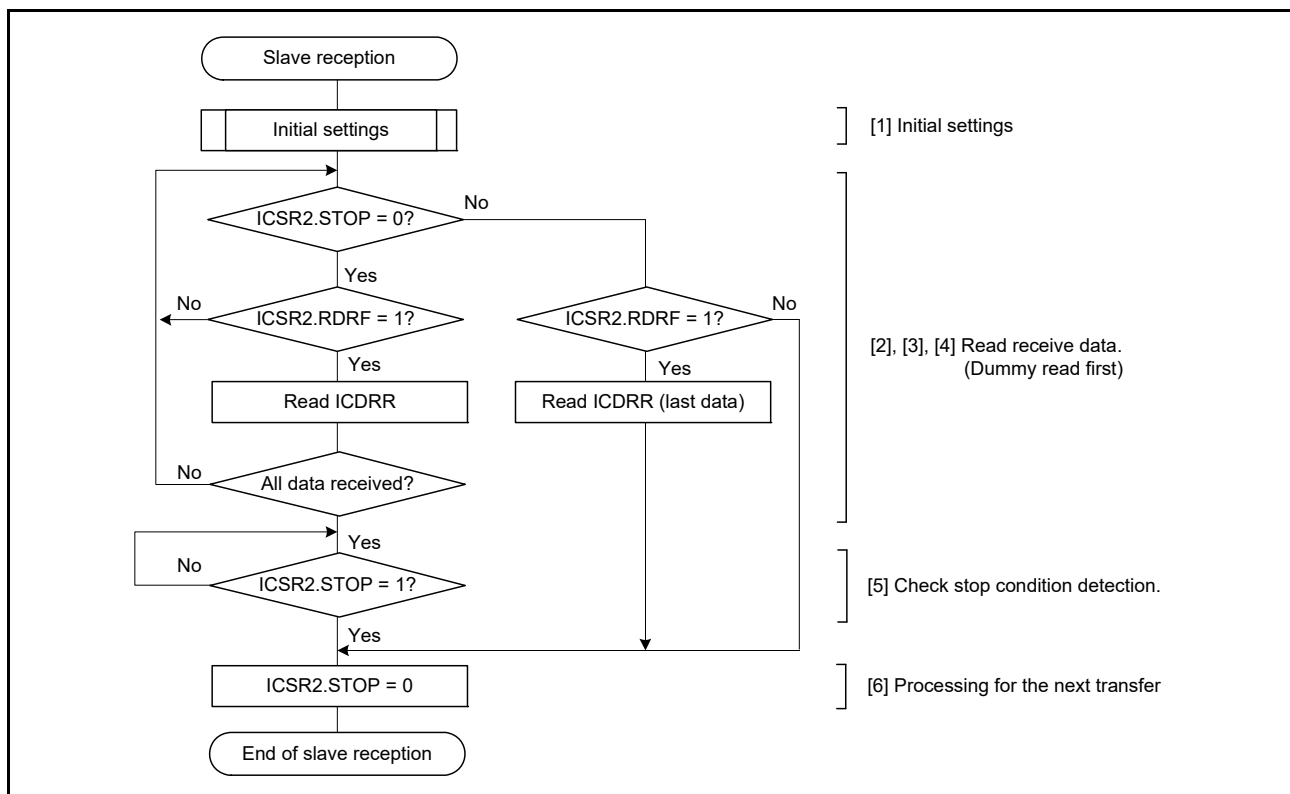 Slave reception
Initial settings
[1] Initial settings
ICSR2.STOP = 0?
No
Yes
No
ICSR2.RDRF = 1?
ICSR2.RDRF = 1?
No
[2], [3], [4] Read receive data.
(Dummy read first)
Yes
Yes
Read ICDRR
Read ICDRR (last data)
No
All data received?
Yes
No
ICSR2.STOP = 1?
[5] Check stop condition detection.
Yes
ICSR2.STOP = 0
[6] Processing for the next transfer
End of slave reception